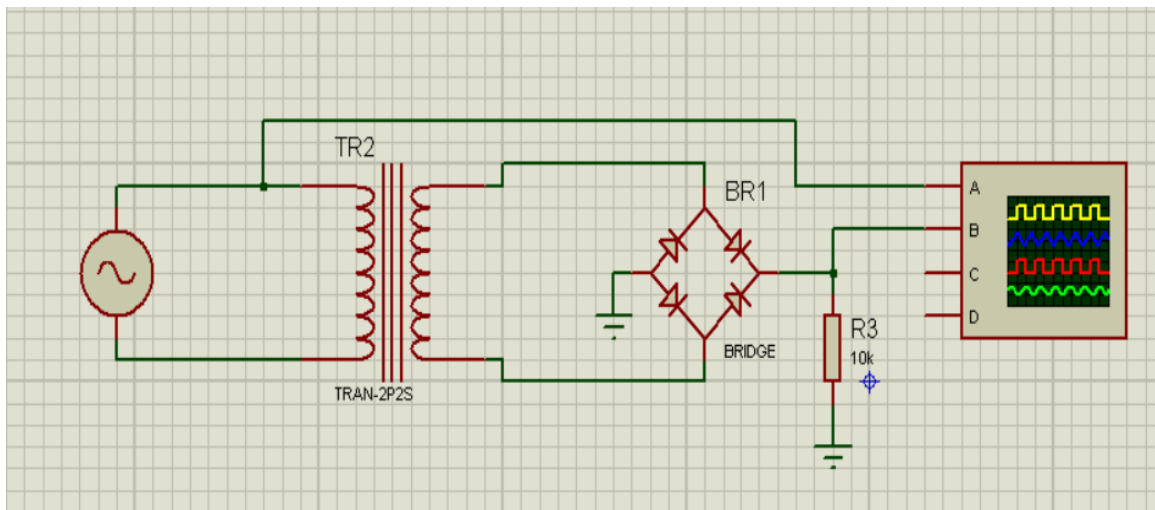 TR2
TRAN-2P2S
BR1
BRIDGE
R3
10k
A
B
C
D